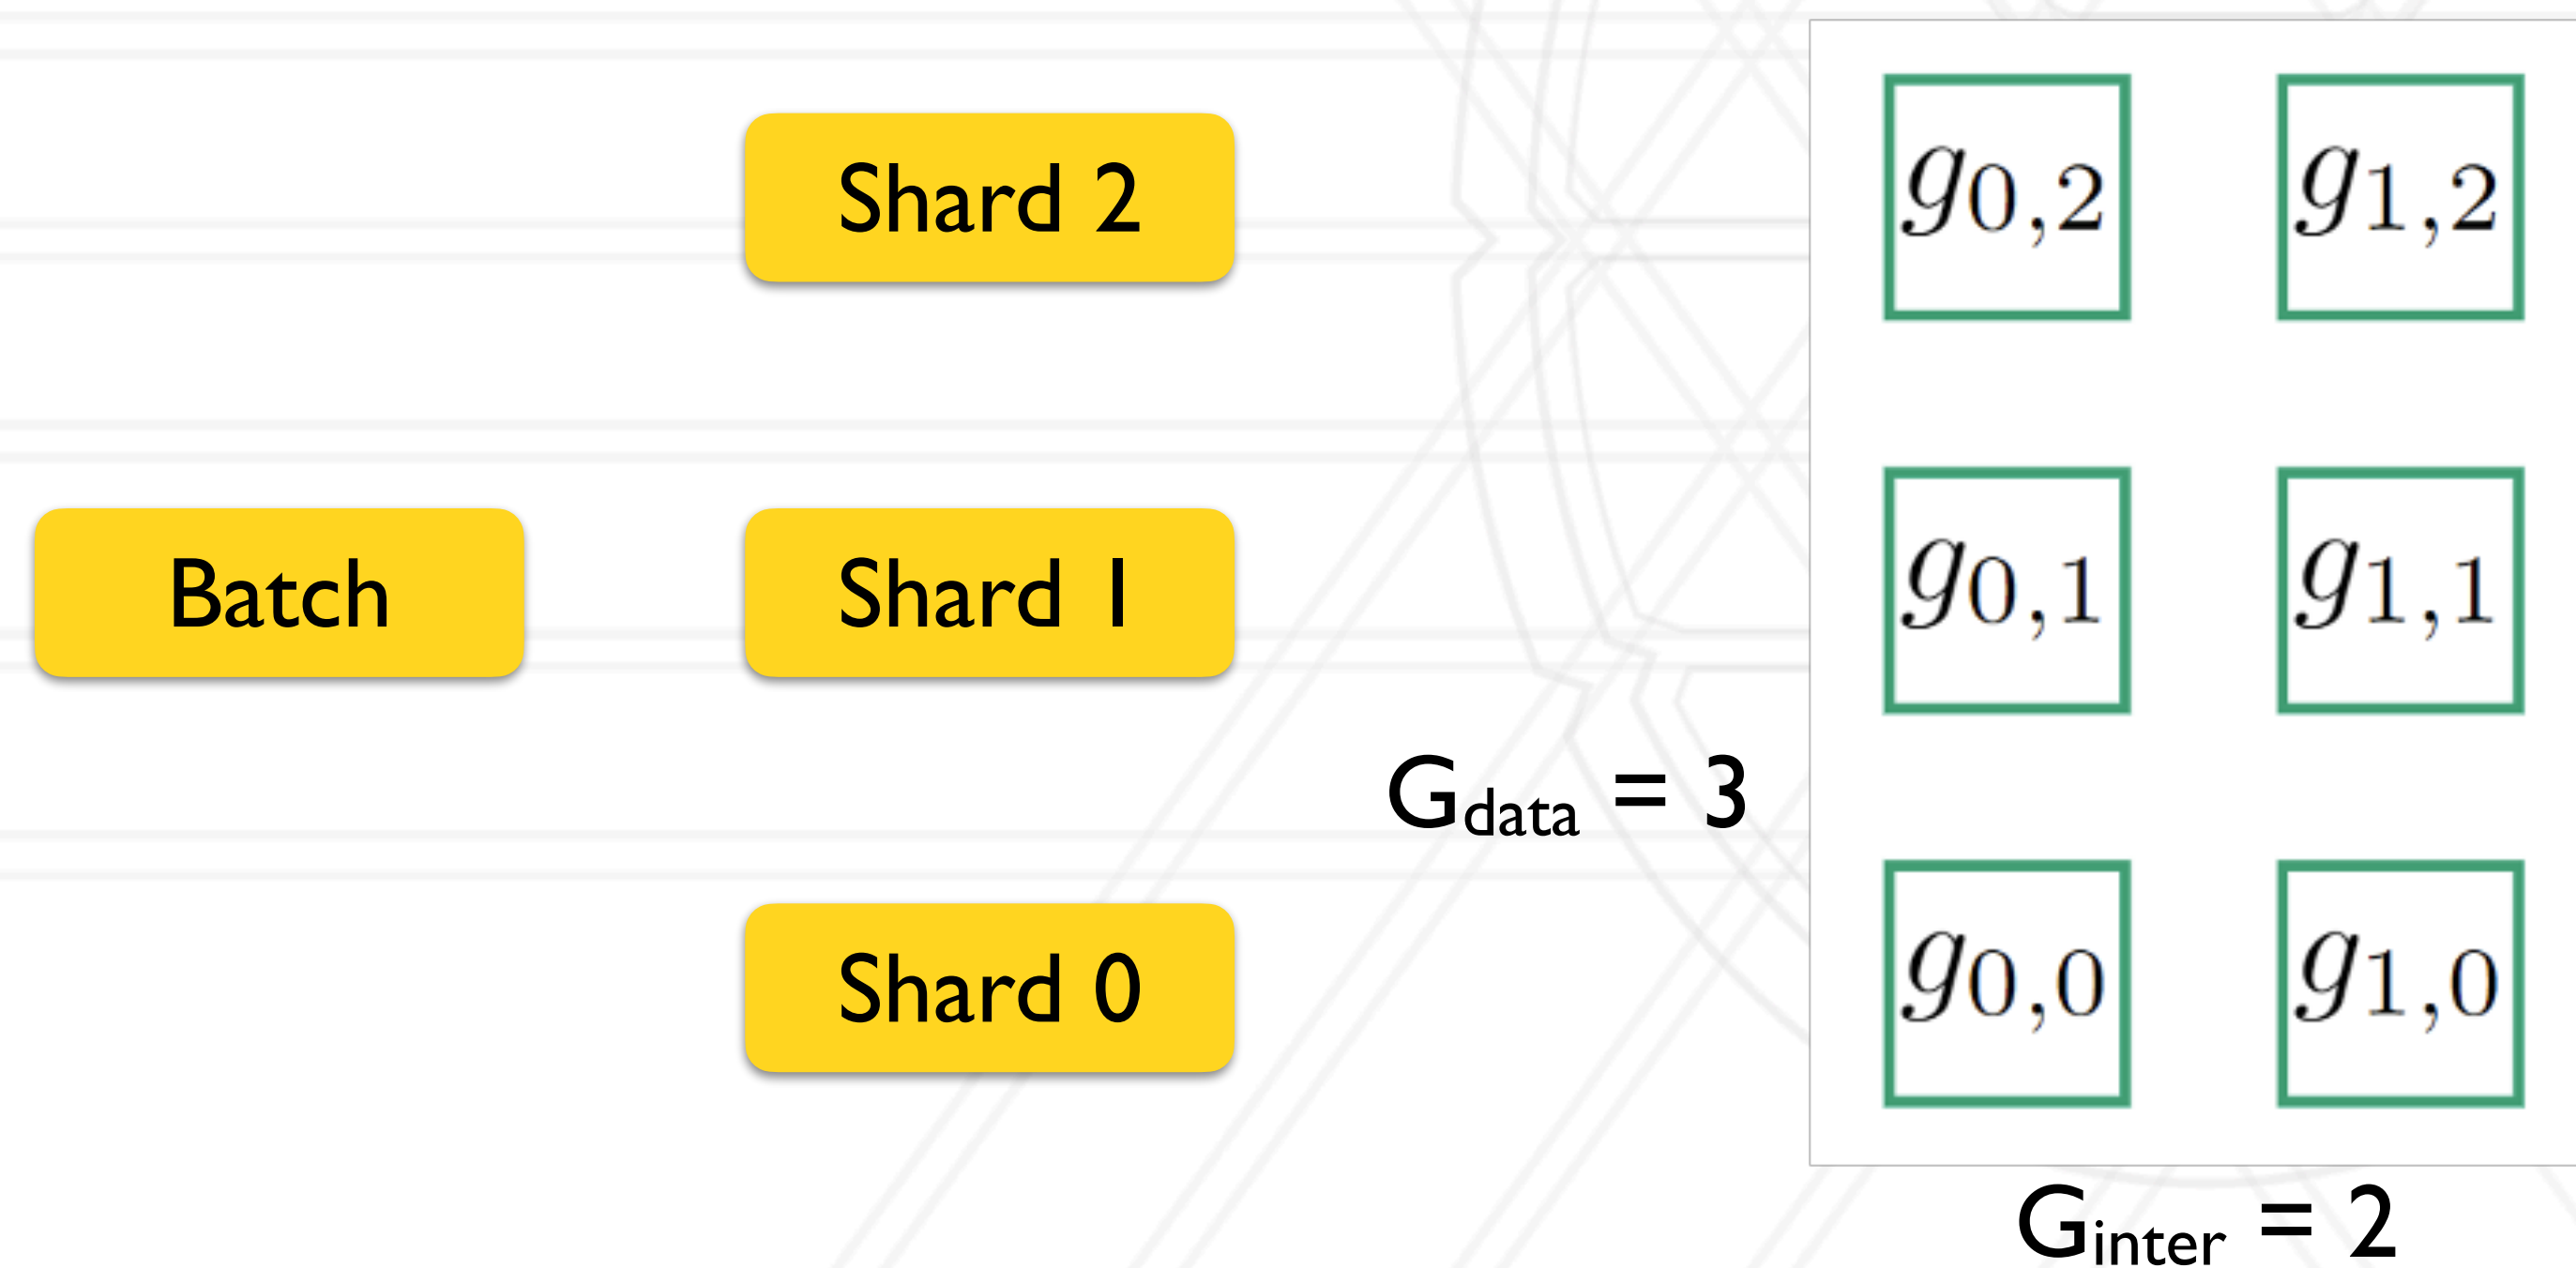 Shard 2
g0,2 g1,2
Batch
Shard 1
g0,1 g1,1
Gdata = 3
Shard 0
g0,0 g1,0
Ginter = 2